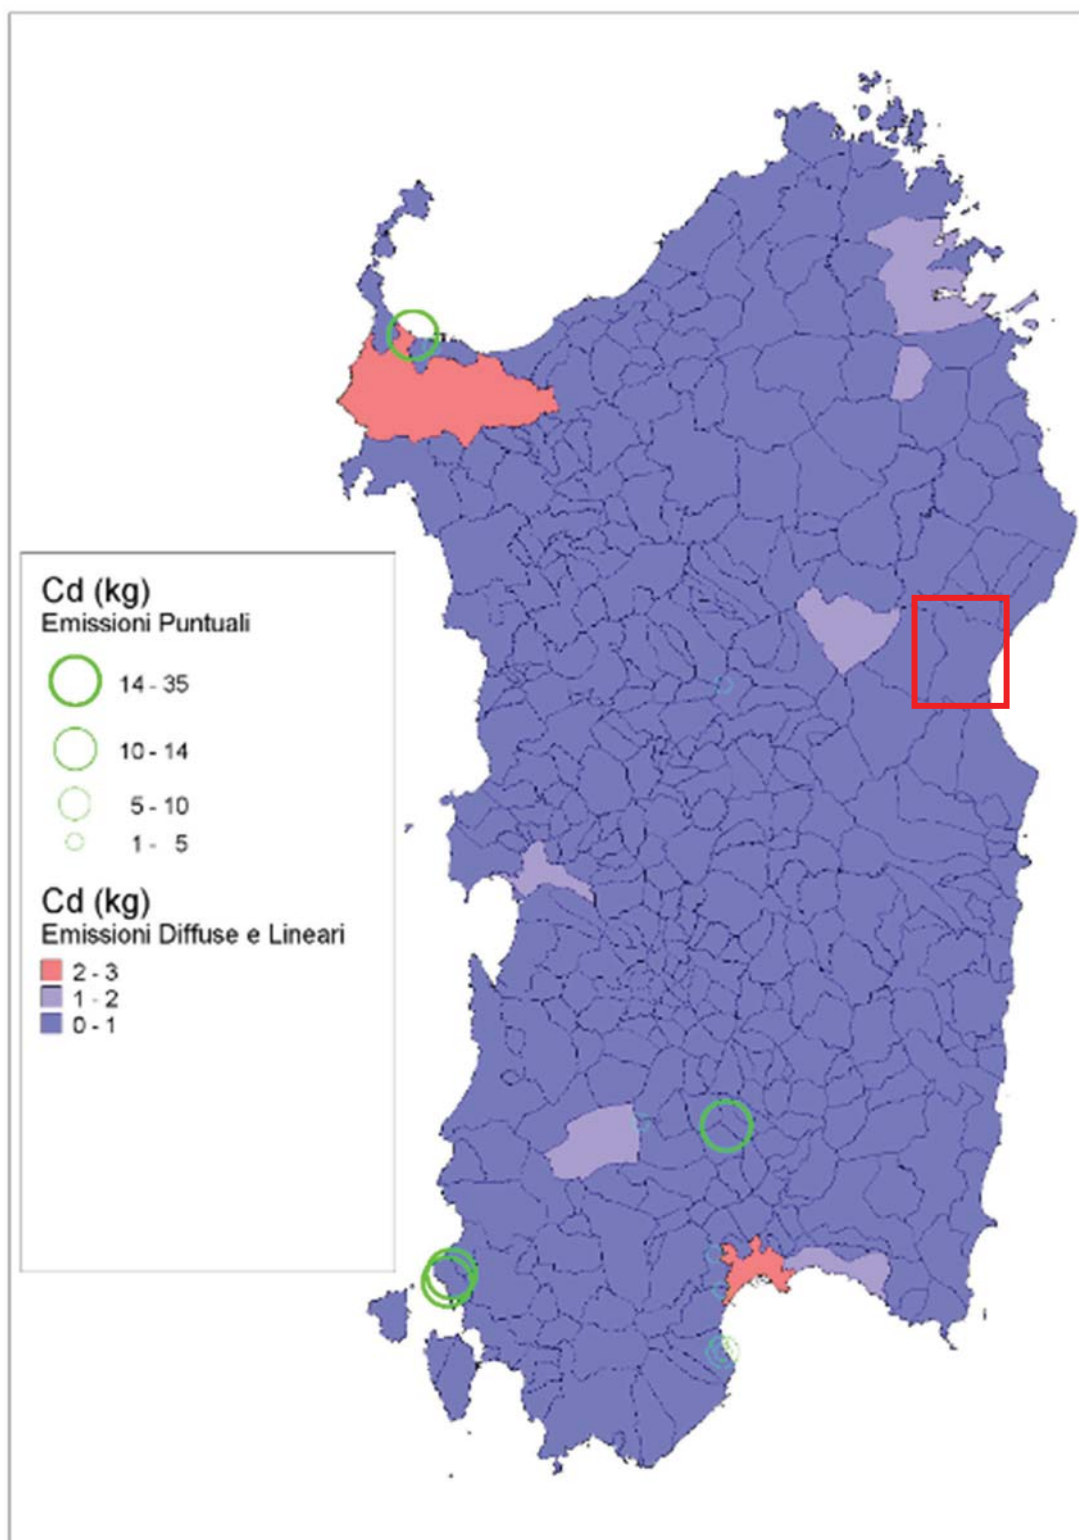 Cd (kg)
Emissioni Puntuali
14 - 35
10 - 14
5 - 10
1 - 5
Cd (kg)
Emissioni Diffuse e Lineari
2 - 3
1 - 2
0 - 1